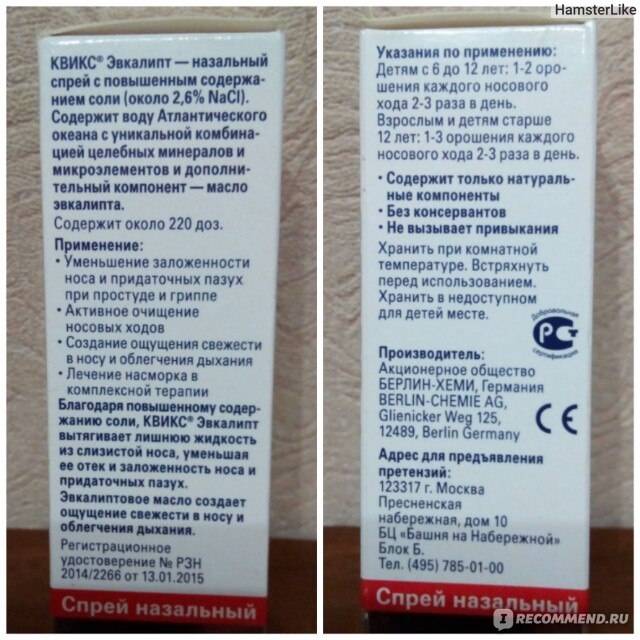 КВИКС® Эвкалипт — назальный
спрей с повышенным содержа-
нием соли (около 2,6% NaCl).
Содержит воду Атлантического
океана с уникальной комбина-
цией целебных минералов и
микроэлементов и дополни-
тельный компонент — масло
эвкалипта.
Содержит около 220 доз.
Применение:
• Уменьшение заложенности
носа и придаточных пазух
при простуде и гриппе
• Активное очищение
носовых ходов
• Создание ощущения свежести
в носу и облегчения дыхания
• Лечение насморка в
комплексной терапии
Благодаря повышенному содер-
жанию соли, КВИКС® Эвкалипт
вытягивает лишнюю жидкость
из слизистой носа, уменьшая
ее отек и заложенность носа и
придаточных пазух.
Эвкалиптовое масло создает
ощущение свежести в носу и
облегчения дыхания.
Регистрационное
удостоверение № РЗН
2014/2266 от 13.01.2015
Спрей назальный
HamsterLike
Указания по применению:
Детям с 6 до 12 лет: 1-2 оро-
шения каждого носового
хода 2-3 раза в день.
Взрослым и детям старше
12 лет: 1-3 орошения каждого
носового хода 2-3 раза в день.
• Содержит только натураль-
ные компоненты
• Без консервантов
• Не вызывает привыкания
Хранить при комнатной
температуре. Встряхнуть
перед использованием.
Хранить в недоступном
для детей месте.
Добровольная
РСТ
сертификация
Производитель:
Акционерное общество
БЕРЛИН-ХЕМИ, Германия
BERLIN-CHEMIE AG,
Glienicker Weg 125,
12489, Berlin Germany
CE
Адрес для предъявления
претензий:
123317 г. Москва
Пресненская
набережная, дом 10
БЦ «Башня на Набережной»
Блок Б.
Тел. (495) 785-01-00
Спрей назальный
IRECOMMEND.RU